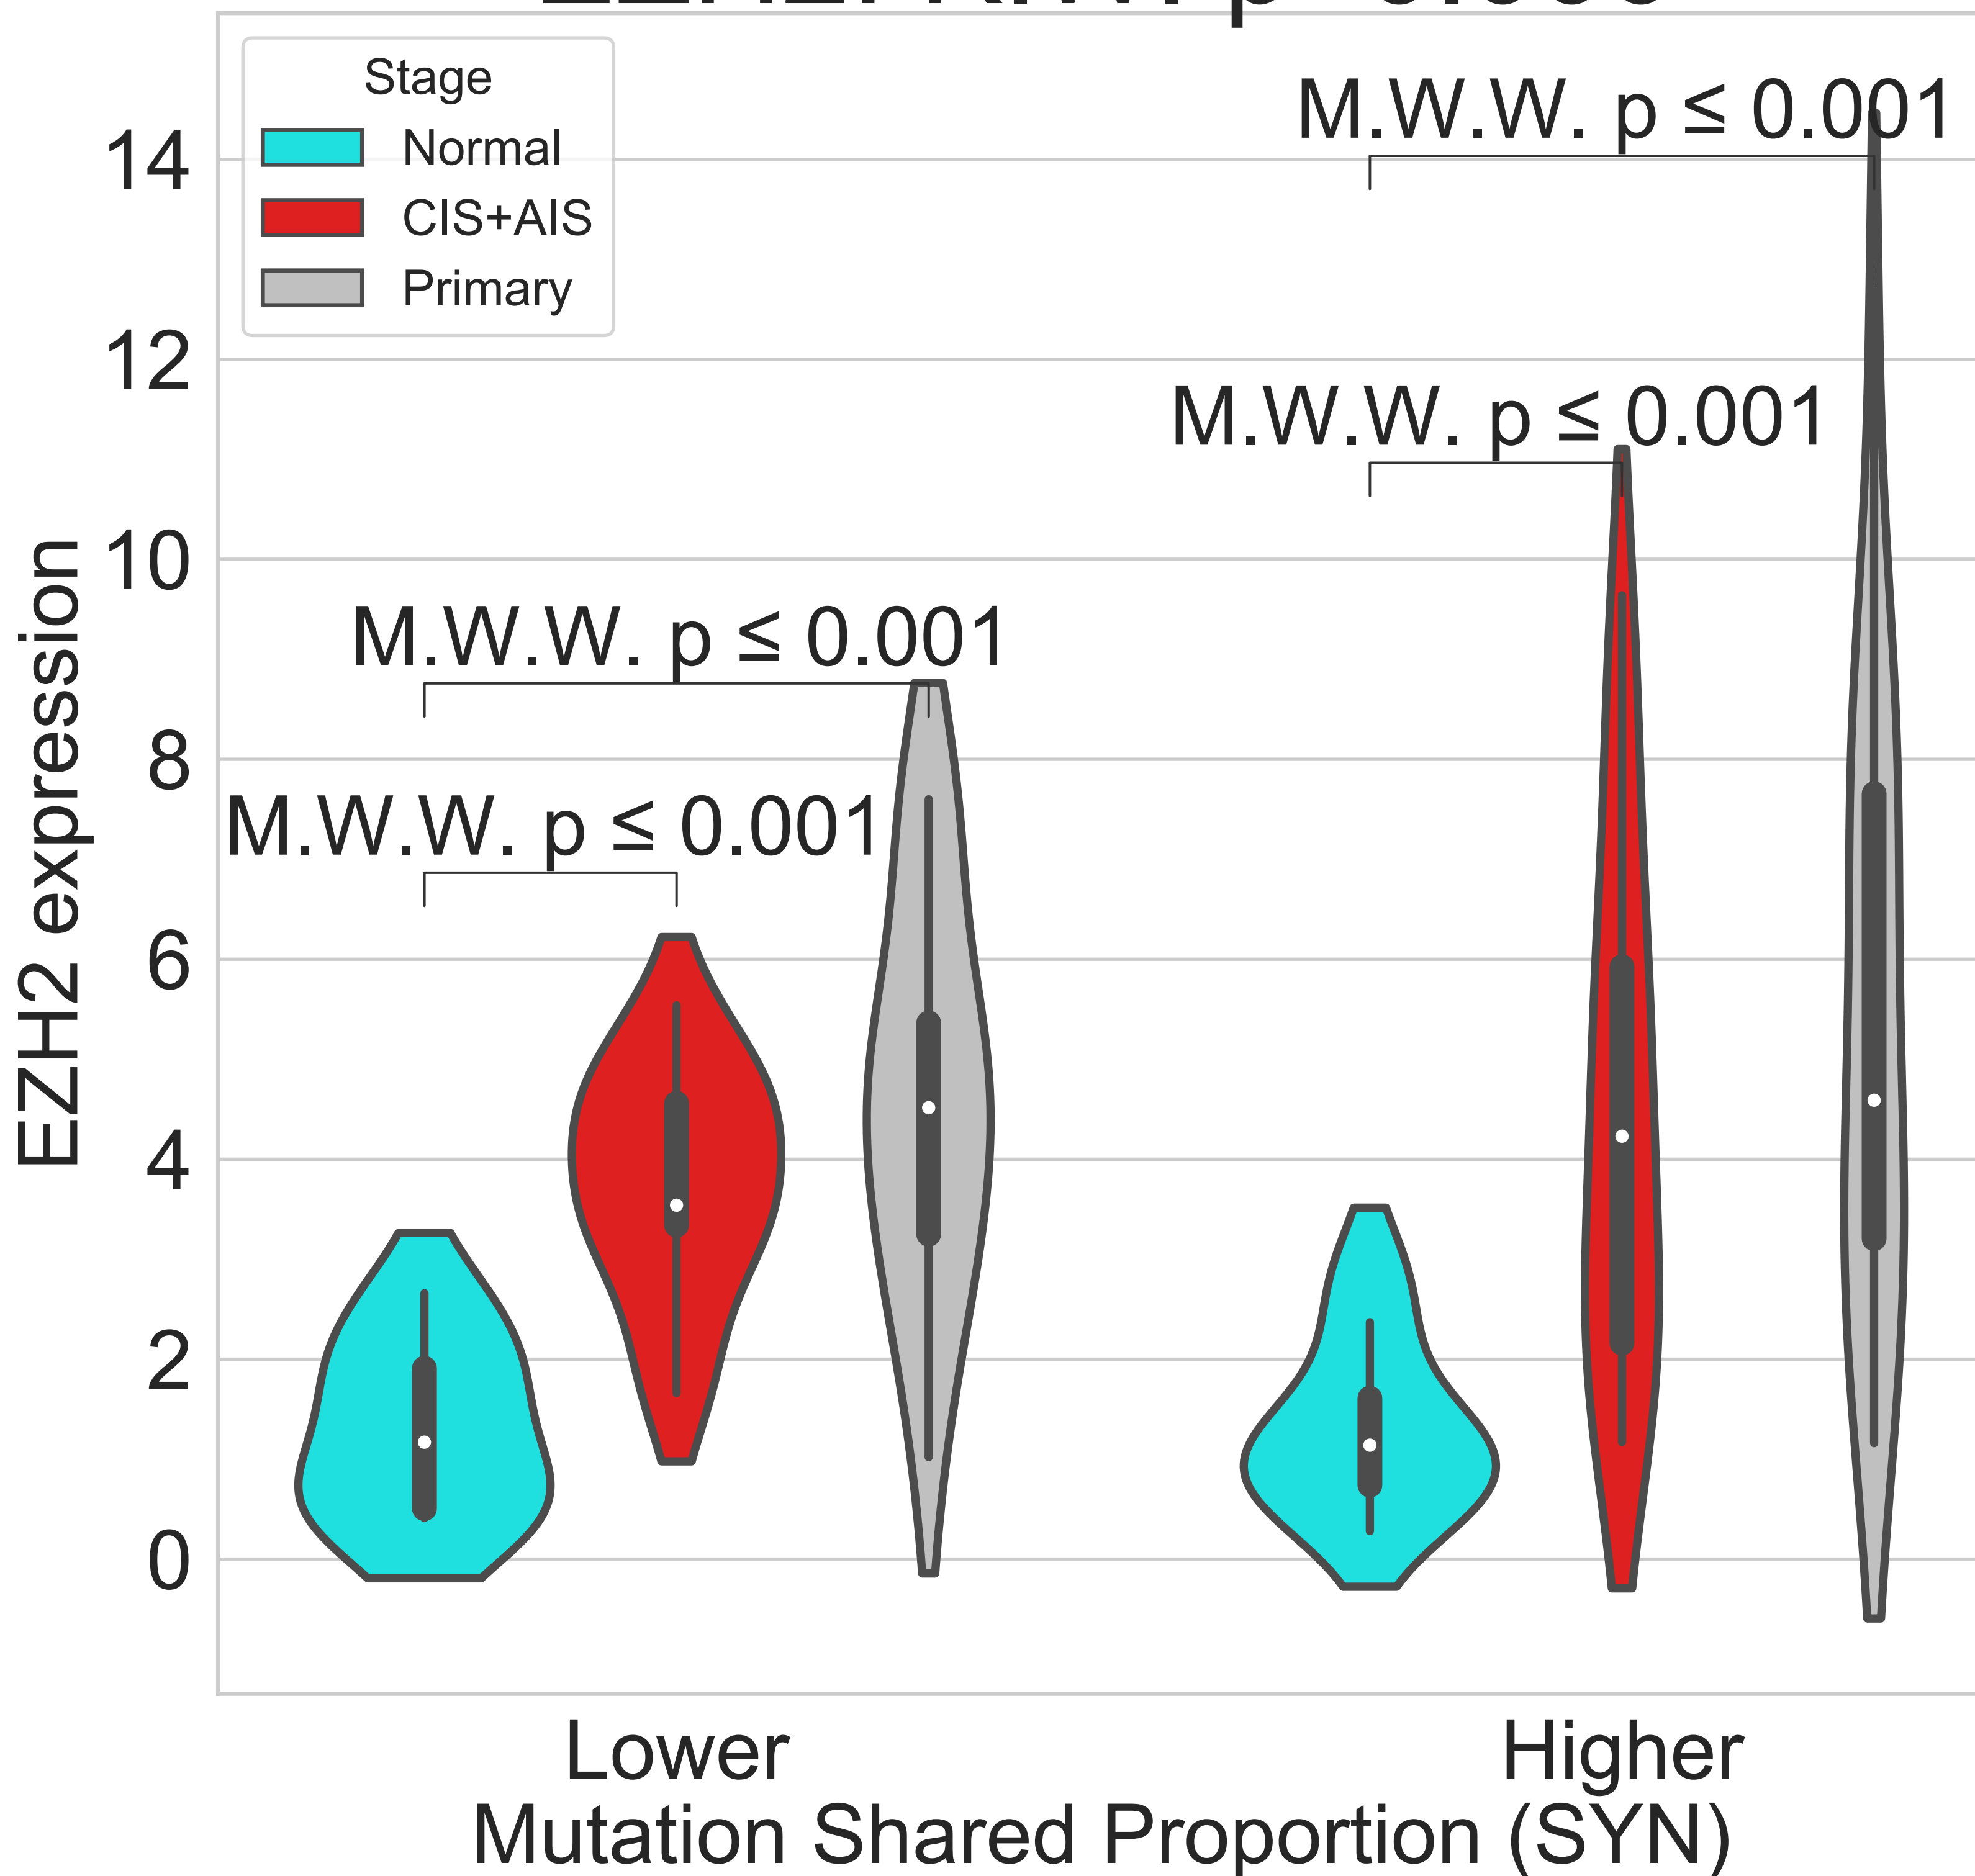 Stage
Normal
CIS+AIS
Primary
M.W.W. p ≤ 0.001
M.W.W. p ≤ 0.001
M.W.W. p ≤ 0.001
M.W.W. p ≤ 0.001
14
12
10
8
6
4
2
0
EZH2 expression
Lower
Higher
Mutation Shared Proportion (SYN)